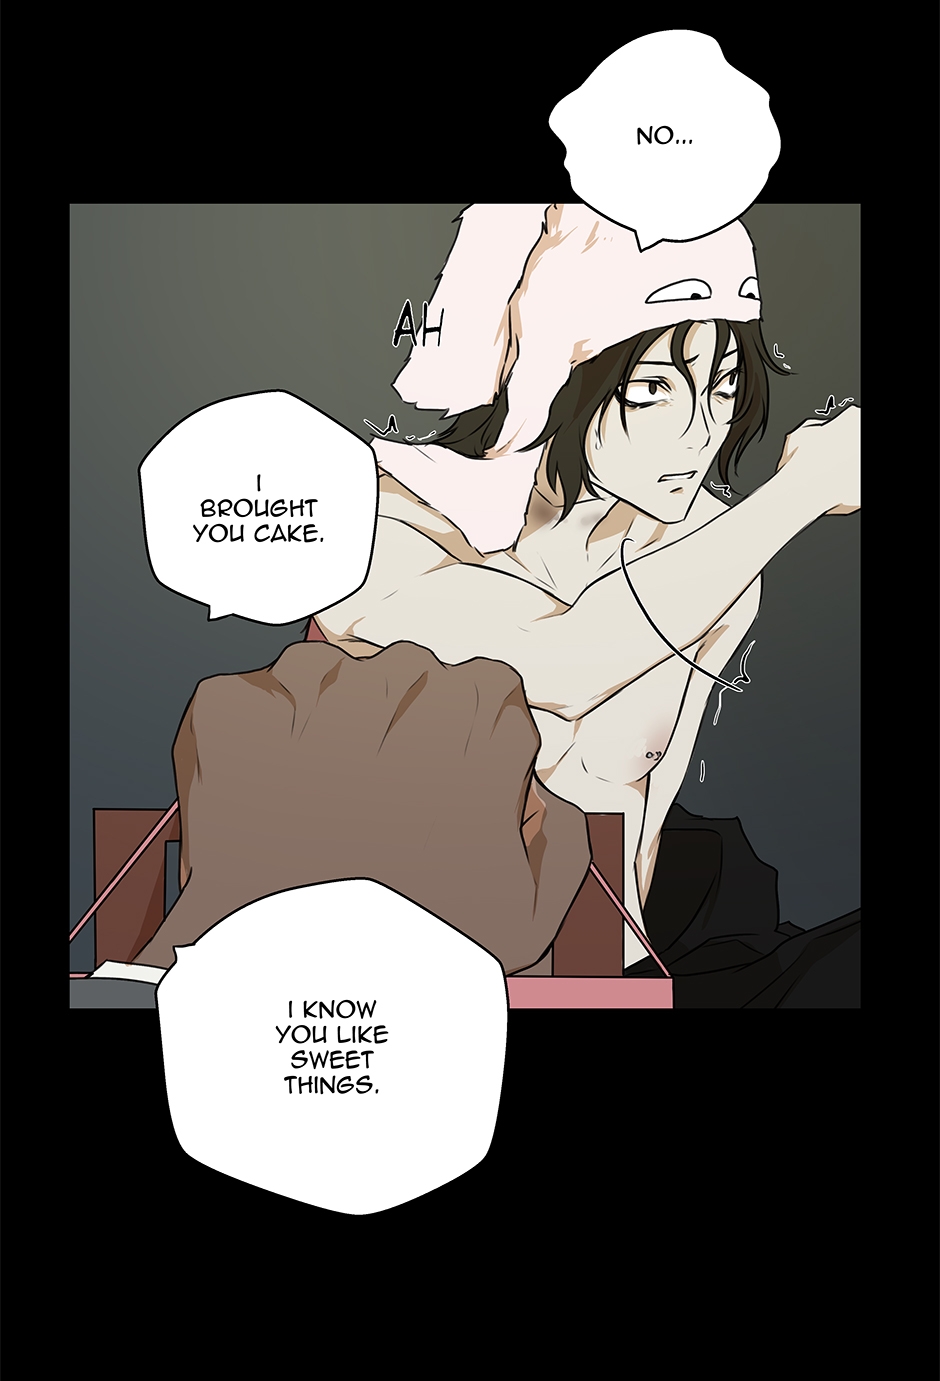 NO...
AH
I
BROUGHT
YOU CAKE.
I KNOW
YOU LIKE
SWEET
THINGS.